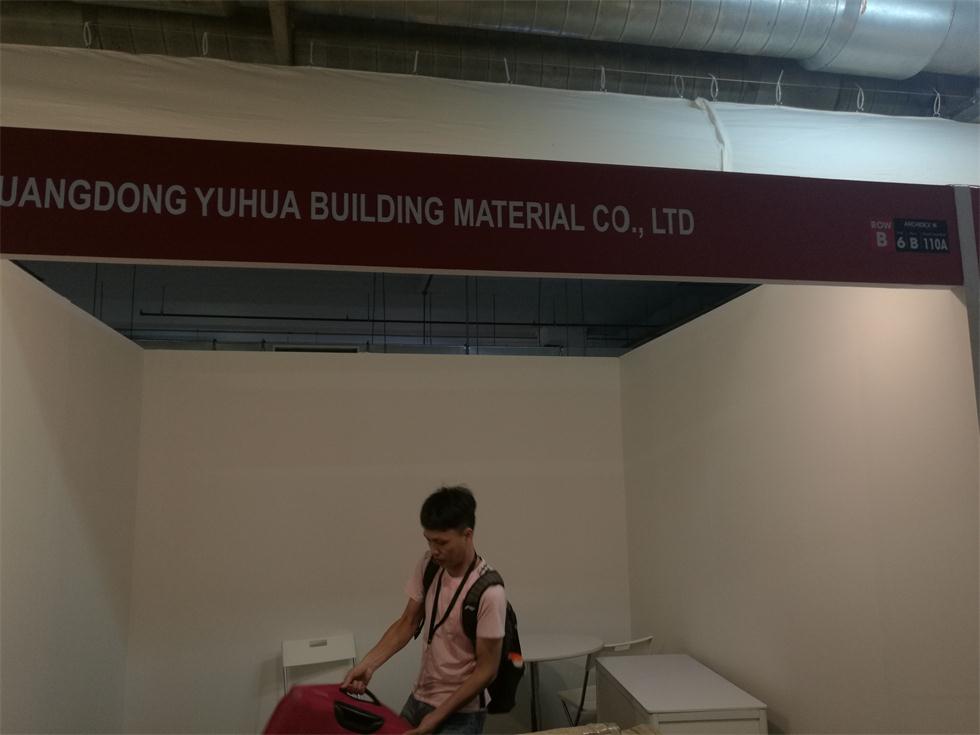 UANGDONG YUHUA BUILDING MATERIAL CO., LTD
ROW
B
6 B 110A